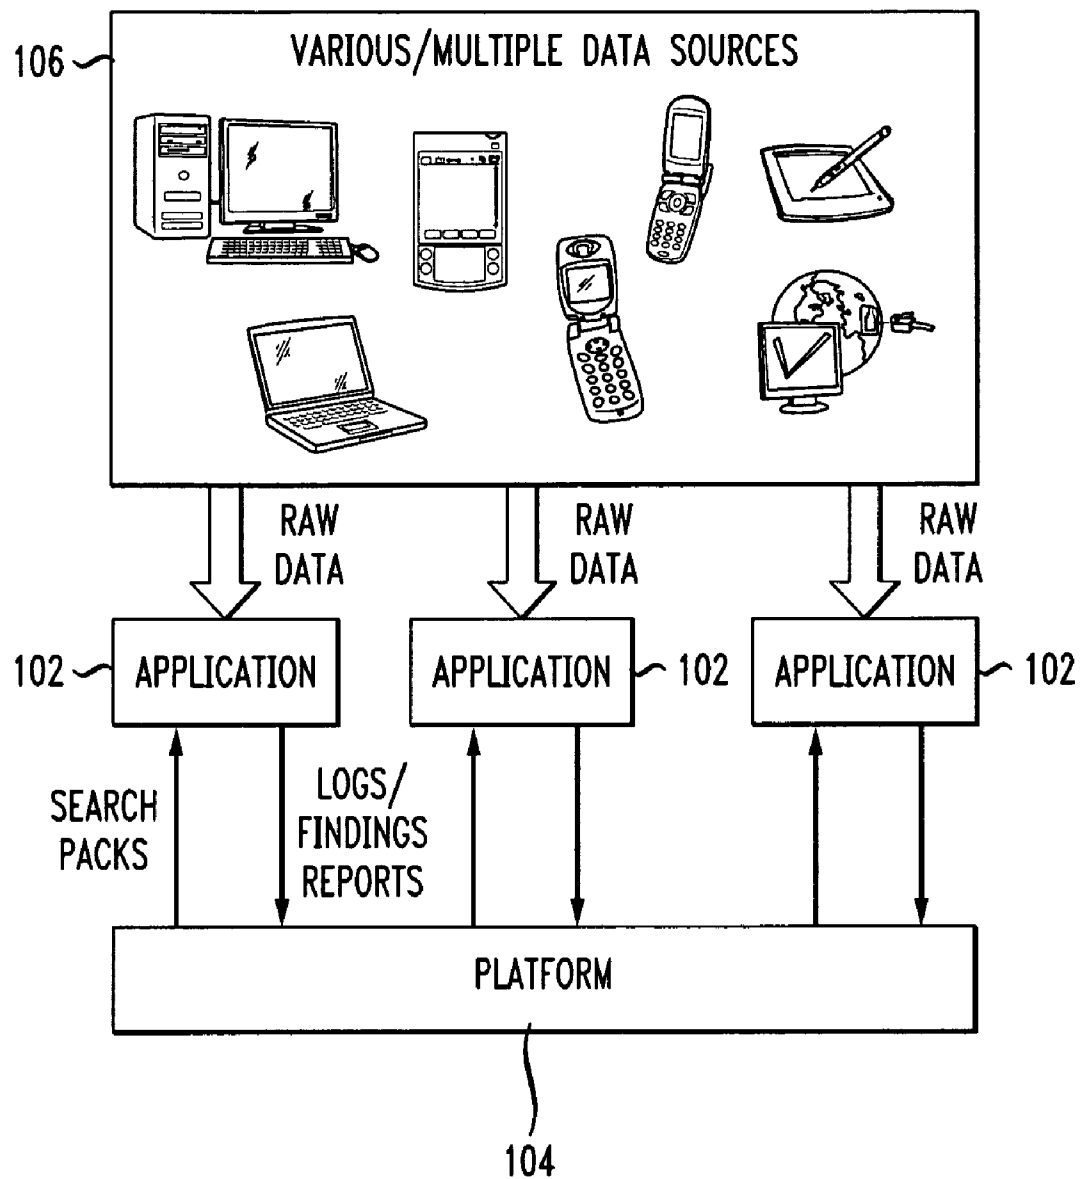 106
VARIOUS/MULTIPLE DATA SOURCES
RAW
DATA
RAW
DATA
RAW
DATA
102
APPLICATION
APPLICATION
102
APPLICATION
102
SEARCH
PACKS
LOGS/
FINDINGS
REPORTS
PLATFORM
104